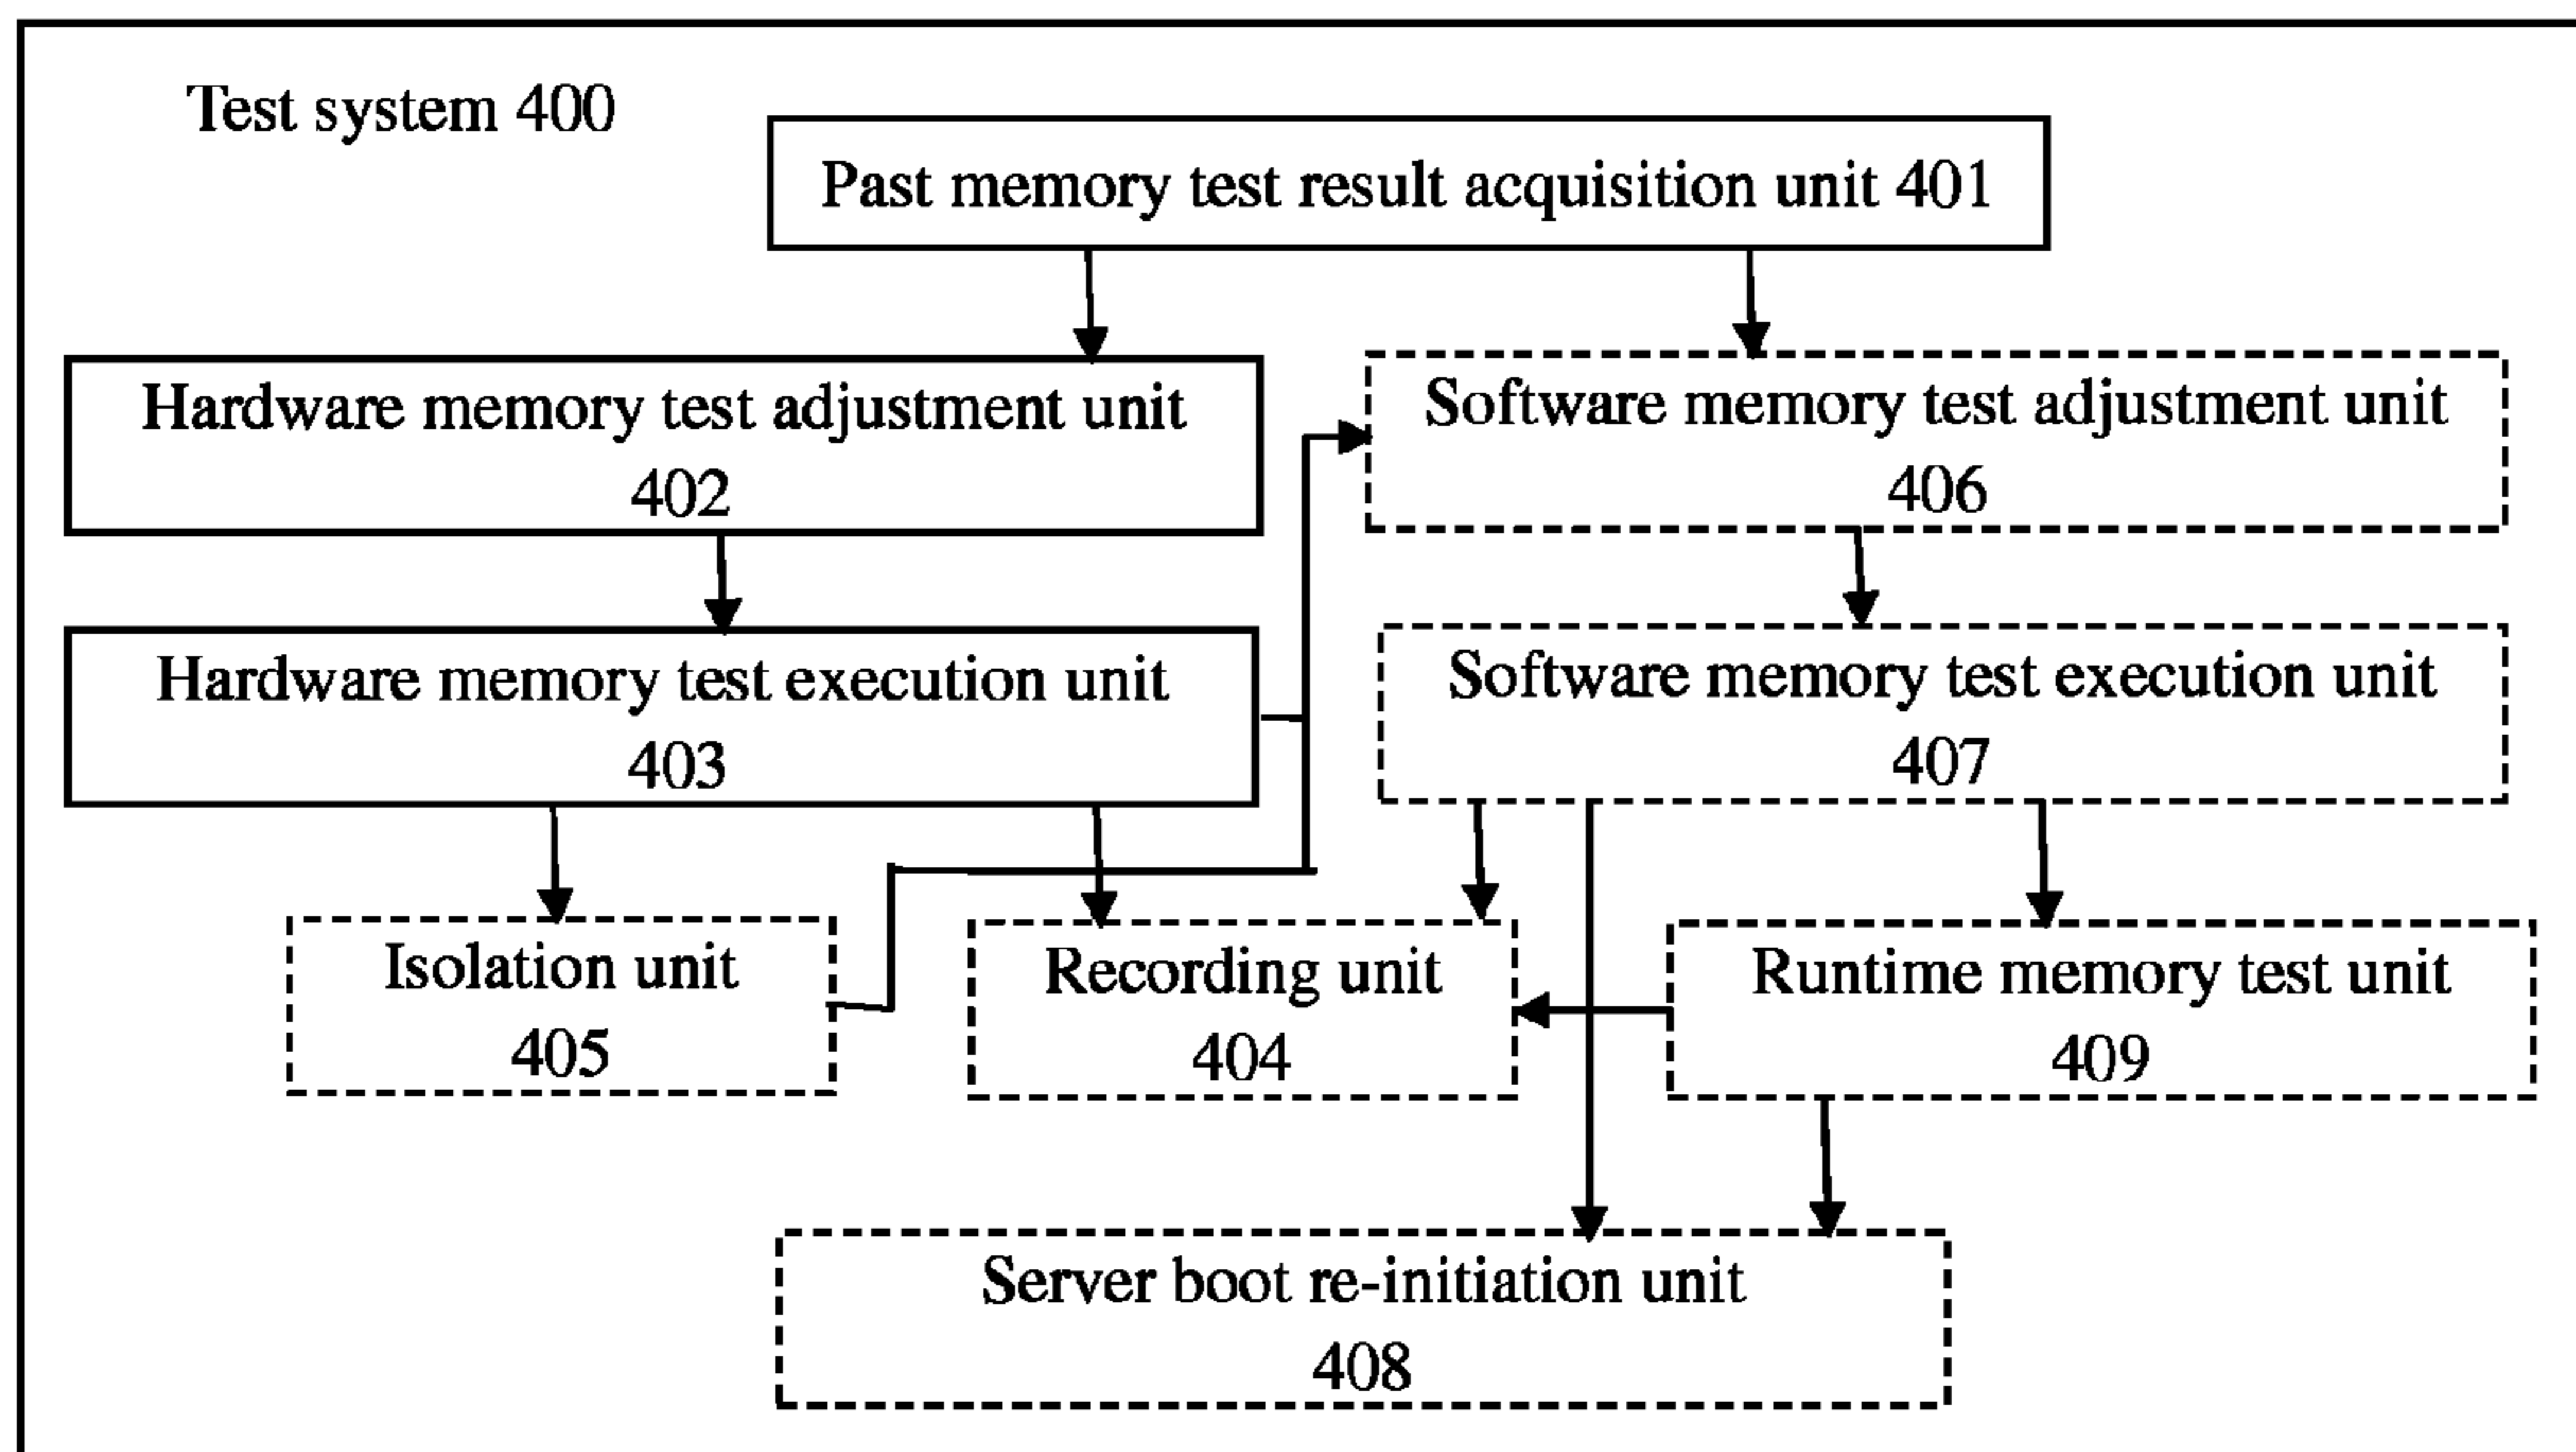 Test system 400
Past memory test result acquisition unit 401
Hardware memory test adjustment unit
402
Software memory test adjustment unit
406
Hardware memory test execution unit
403
Software memory test execution unit
407
Isolation unit
405
Recording unit
404
Runtime memory test unit
409
Server boot re-initiation unit
408